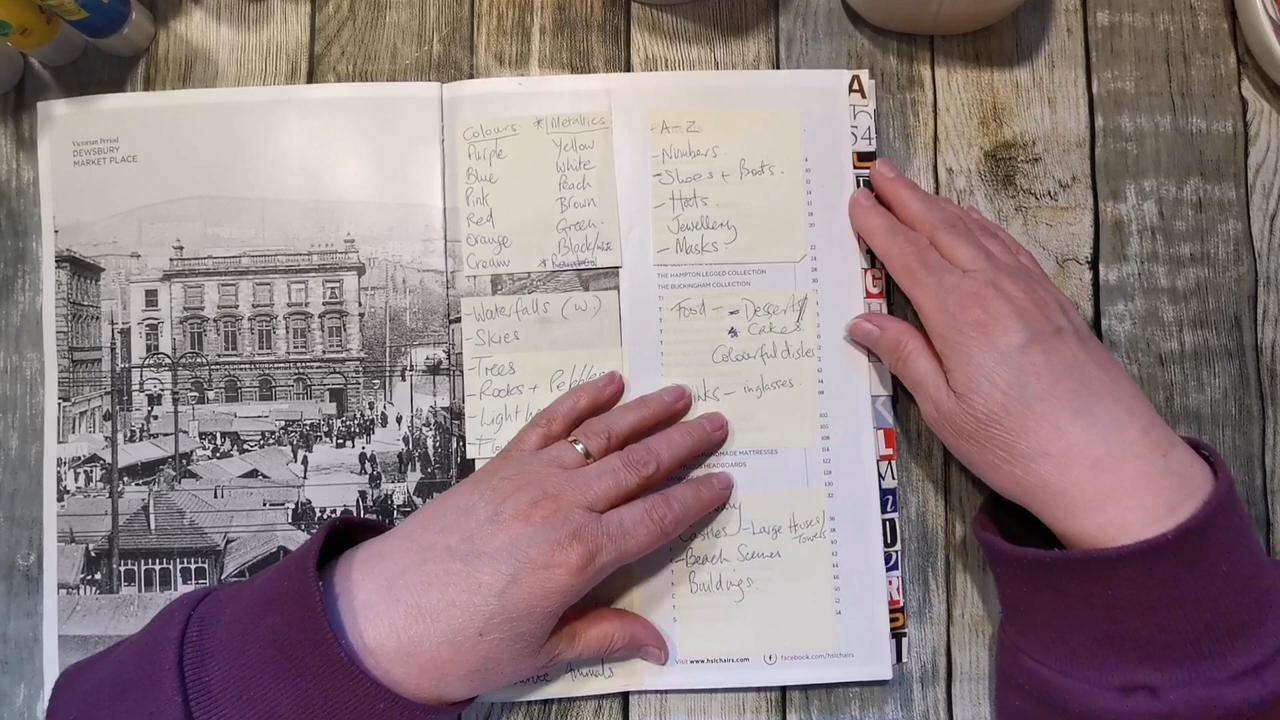 Victorian Period
DEWSBURY
MARKET PLACE
Colours. * Metallics
Purple Yellow
Blue White
Pink Peach
Red Brown
Orange Green
Cream Black/
- Waterfalls (w.)
- Skies
- Trees
- Rocks + Pebbles
- Light
A-Z
- Numbers.
- Shoes + Boots.
- Hats.
Jewellery
- Masks
THE HAMPTON LEGGED COLLECTION
THE BUCKINGHAM COLLECTION
Food - Desserts
Cakes
Colourful dishes
- in glasses.
MATTRESSES
HEADBOARDS
Castles - Large Houses/
Towers
- Beach Scenes
Buildings.
Visit www.hslchairs.com
facebook.com/hslchairs
Animals
A
54
G
L
M
R
T